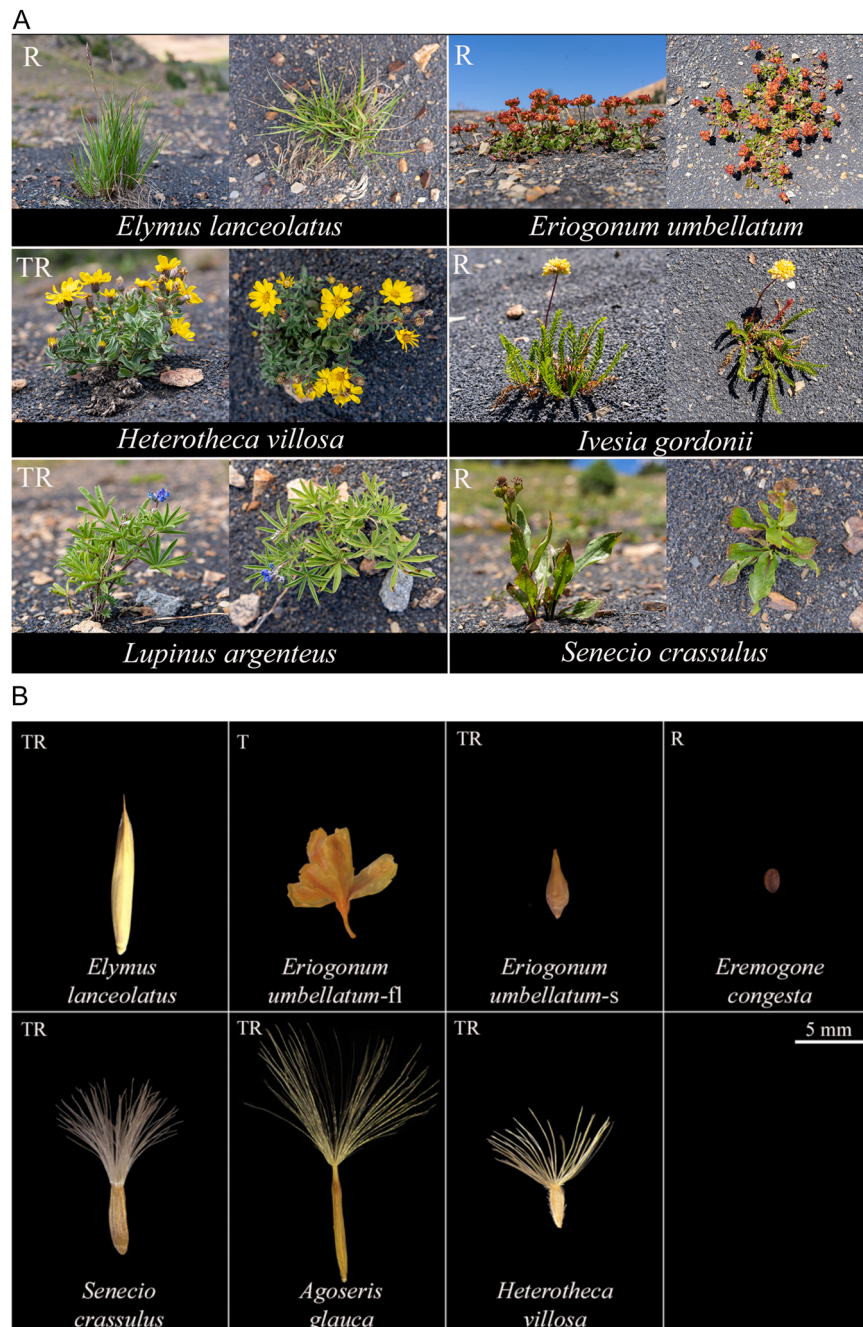 A
R
R
Elymus lanceolatus
Eriogonum umbellatum
TR
R
Heterotheca villosa
Ivesia gordonii
TR
R
Lupinus argenteus
Senecio crassulus
B
TR
T
TR
R
Elymus
lanceolatus
Eriogonum
umbellatum-fl
Eriogonum
umbellatum-s
Eremogone
congesta
TR
TR
TR
5 mm
Senecio
crassulus
Agoseris
glauca
Heterotheca
villosa